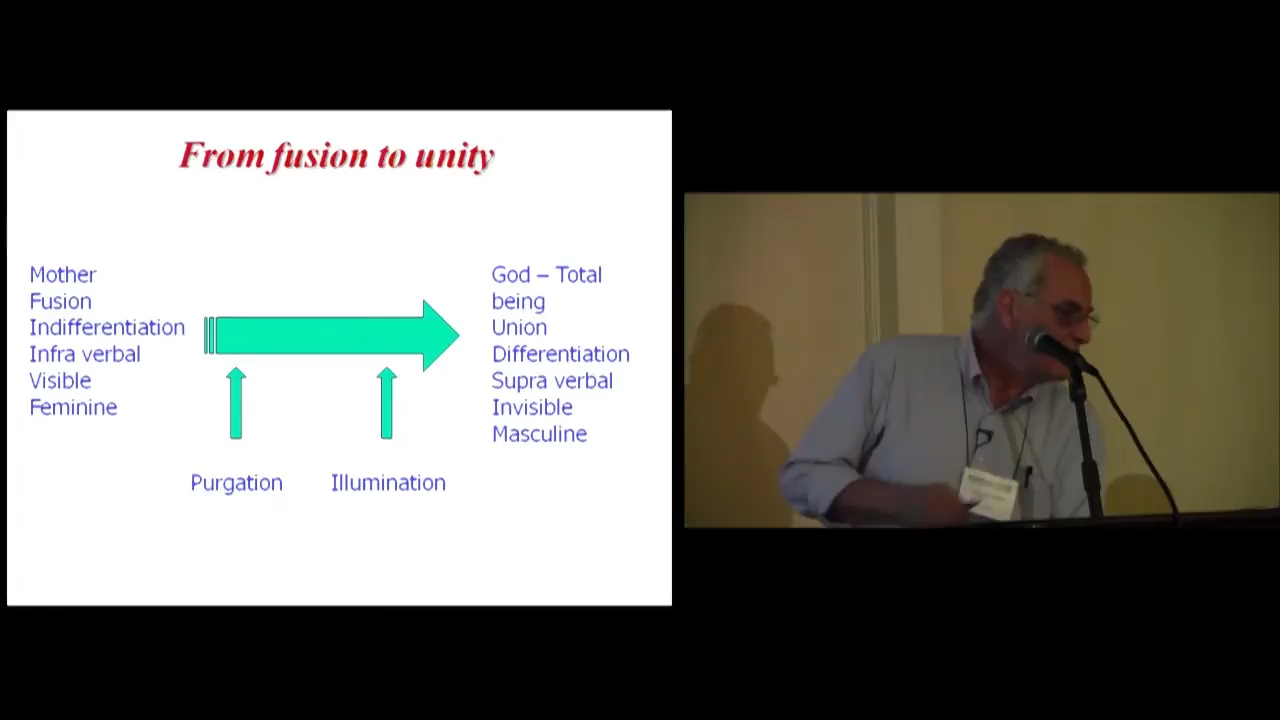 From fusion to unity
Mother
Fusion
Indifferentiation
Infra verbal
Visible
Feminine
God – Total
being
Union
Differentiation
Supra verbal
Invisible
Masculine
Purgation
Illumination